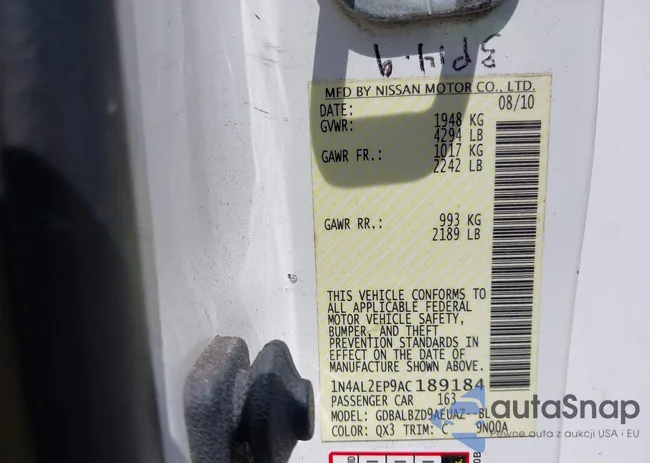 3P14.9
MFD BY NISSAN MOTOR CO., LTD.
DATE: 08/10
GVWR: 1948 KG
4294 LB
GAWR FR.: 1017 KG
2242 LB
GAWR RR.: 993 KG
2189 LB
THIS VEHICLE CONFORMS TO
ALL APPLICABLE FEDERAL
MOTOR VEHICLE SAFETY,
BUMPER, AND THEFT
PREVENTION STANDARDS IN
EFFECT ON THE DATE OF
MANUFACTURE SHOWN ABOVE.
1N4AL2EP9AC189184
PASSENGER CAR 163
MODEL: GDBALBZD9AEUAZ--BL
COLOR: QX3 TRIM: C 9N00A
autaSnap
Pewne auto z aukcji USA i EU